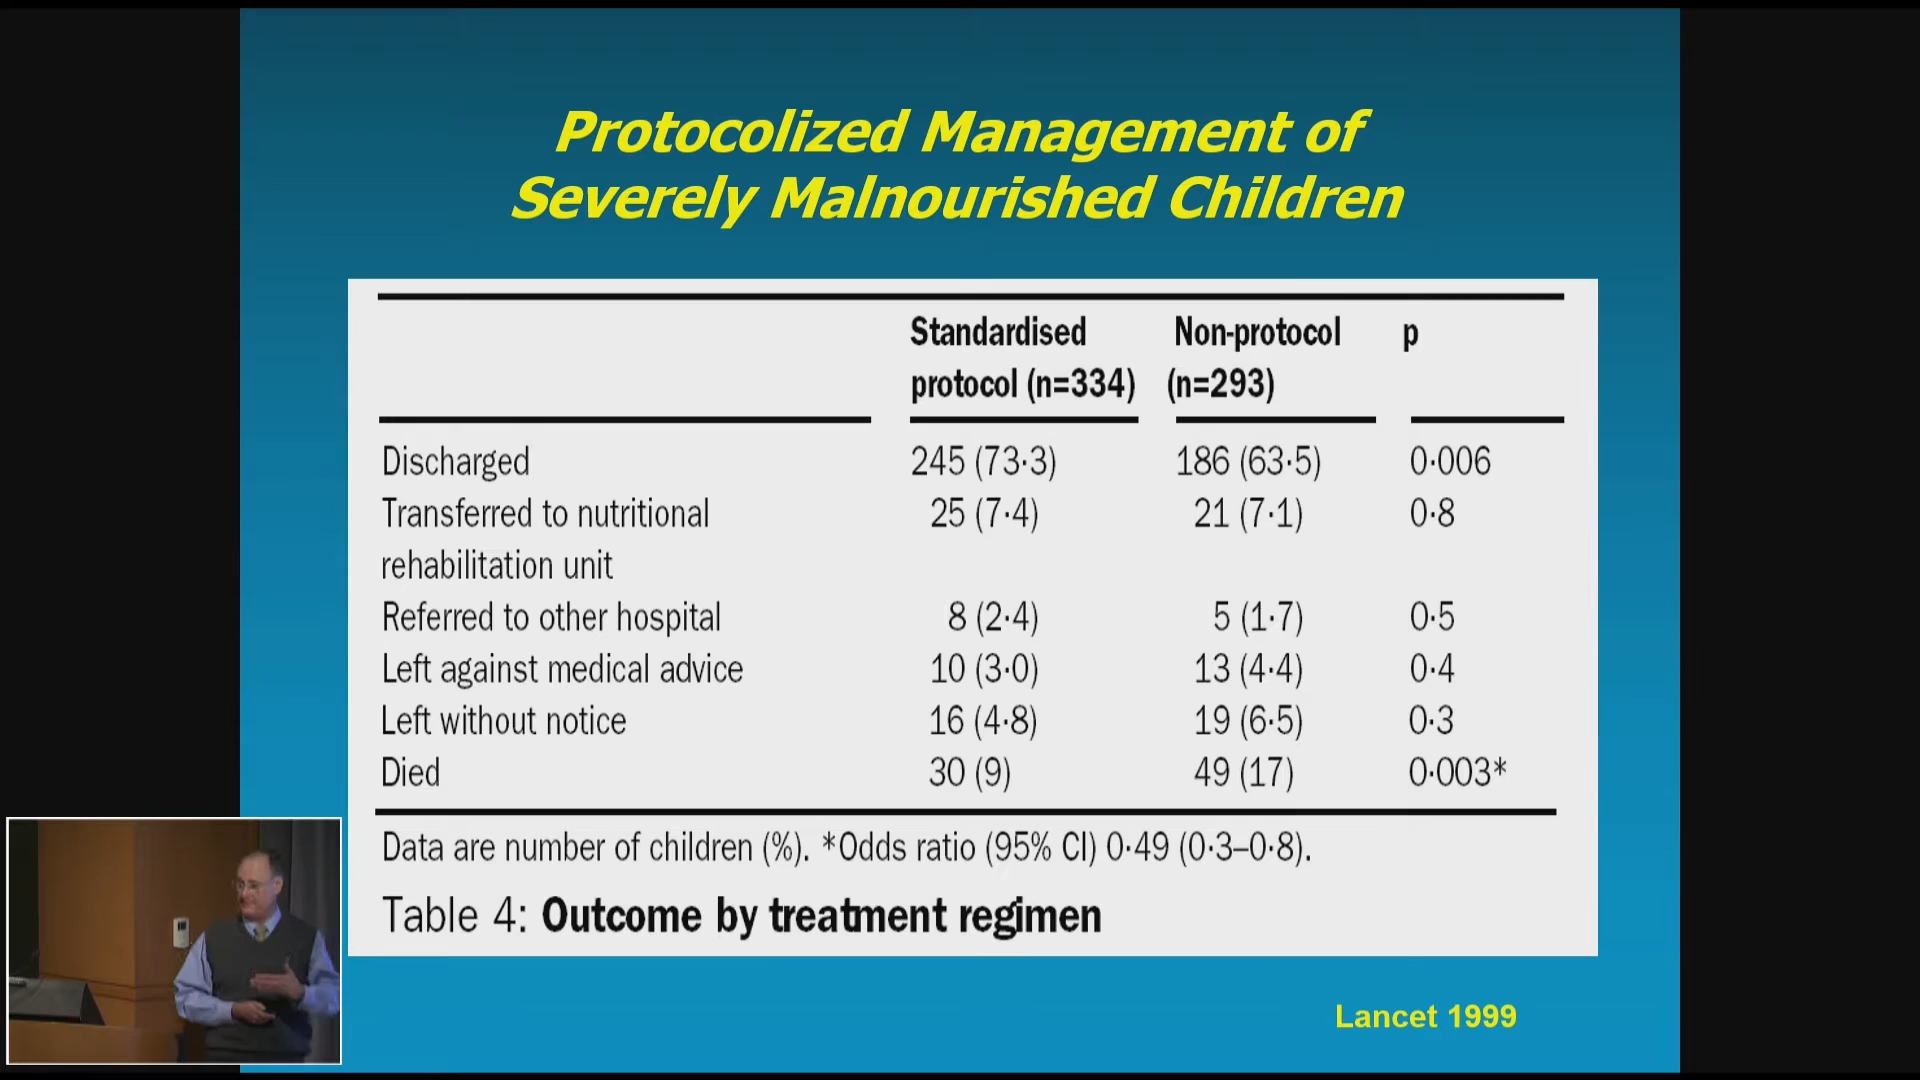 Protocolized Management of
Severely Malnourished Children
Standardised Non-protocol p
protocol (n=334) (n=293)
Discharged 245 (73·3) 186 (63·5) 0·006
Transferred to nutritional 25 (7·4) 21 (7·1) 0·8
rehabilitation unit
Referred to other hospital 8 (2·4) 5 (1·7) 0·5
Left against medical advice 10 (3·0) 13 (4·4) 0·4
Left without notice 16 (4·8) 19 (6·5) 0·3
Died 30 (9) 49 (17) 0·003*
Data are number of children (%). *Odds ratio (95% CI) 0·49 (0·3–0·8).
Table 4: Outcome by treatment regimen
Lancet 1999